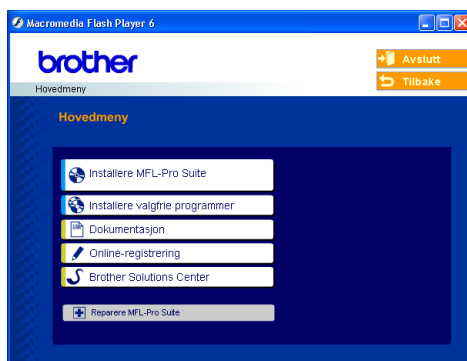 Macromedia Flash Player 6
brother
Avslutt
Tilbake
Hovedmeny
Hovedmeny
Installere MFL-Pro Suite
Installere valgfrie programmer
Dokumentasjon
Online-registrering
Brother Solutions Center
Reparere MFL-Pro Suite